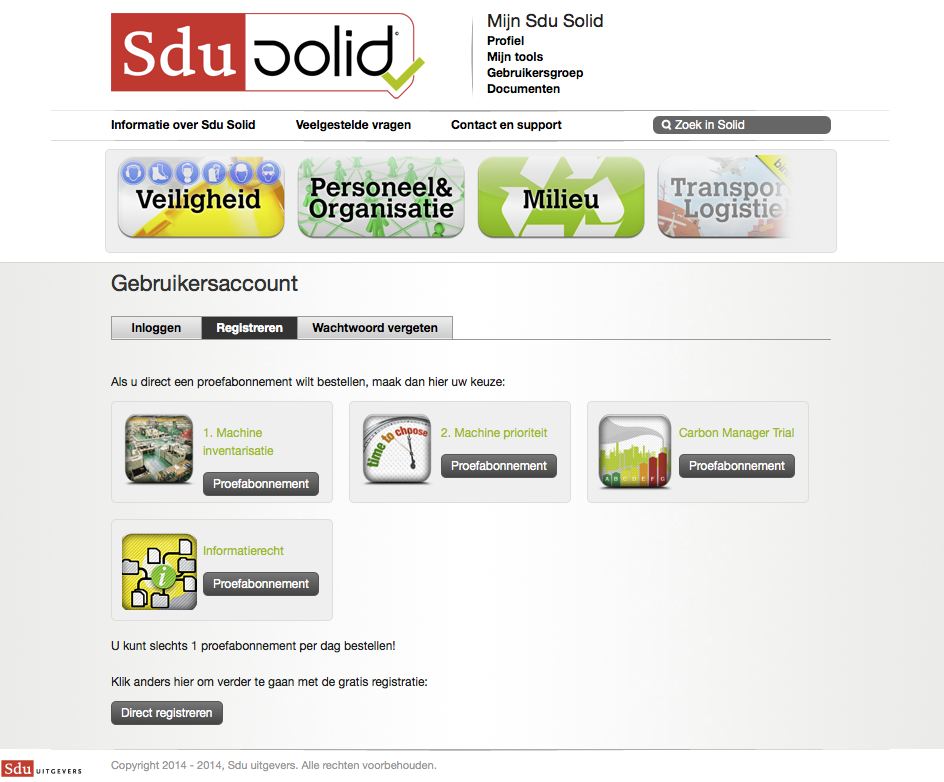 Sdu solid
Mijn Sdu Solid
Profiel
Mijn tools
Gebruikersgroep
Documenten
Informatie over Sdu Solid
Veelgestelde vragen
Contact en support
Zoek in Solid
Veiligheid
Personeel&
Organisatie
Milieu
Transpor
Logistie
Gebruikersaccount
Inloggen
Registreren
Wachtwoord vergeten
Als u direct een proefabonnement wilt bestellen, maak dan hier uw keuze:
1. Machine
inventarisatie
Proefabonnement
time to choose
2. Machine prioriteit
Proefabonnement
A B C D E F G
Carbon Manager Trial
Proefabonnement
i
Informatierecht
Proefabonnement
U kunt slechts 1 proefabonnement per dag bestellen!
Klik anders hier om verder te gaan met de gratis registratie:
Direct registreren
Sdu UITGEVERS
Copyright 2014 - 2014, Sdu uitgevers. Alle rechten voorbehouden.